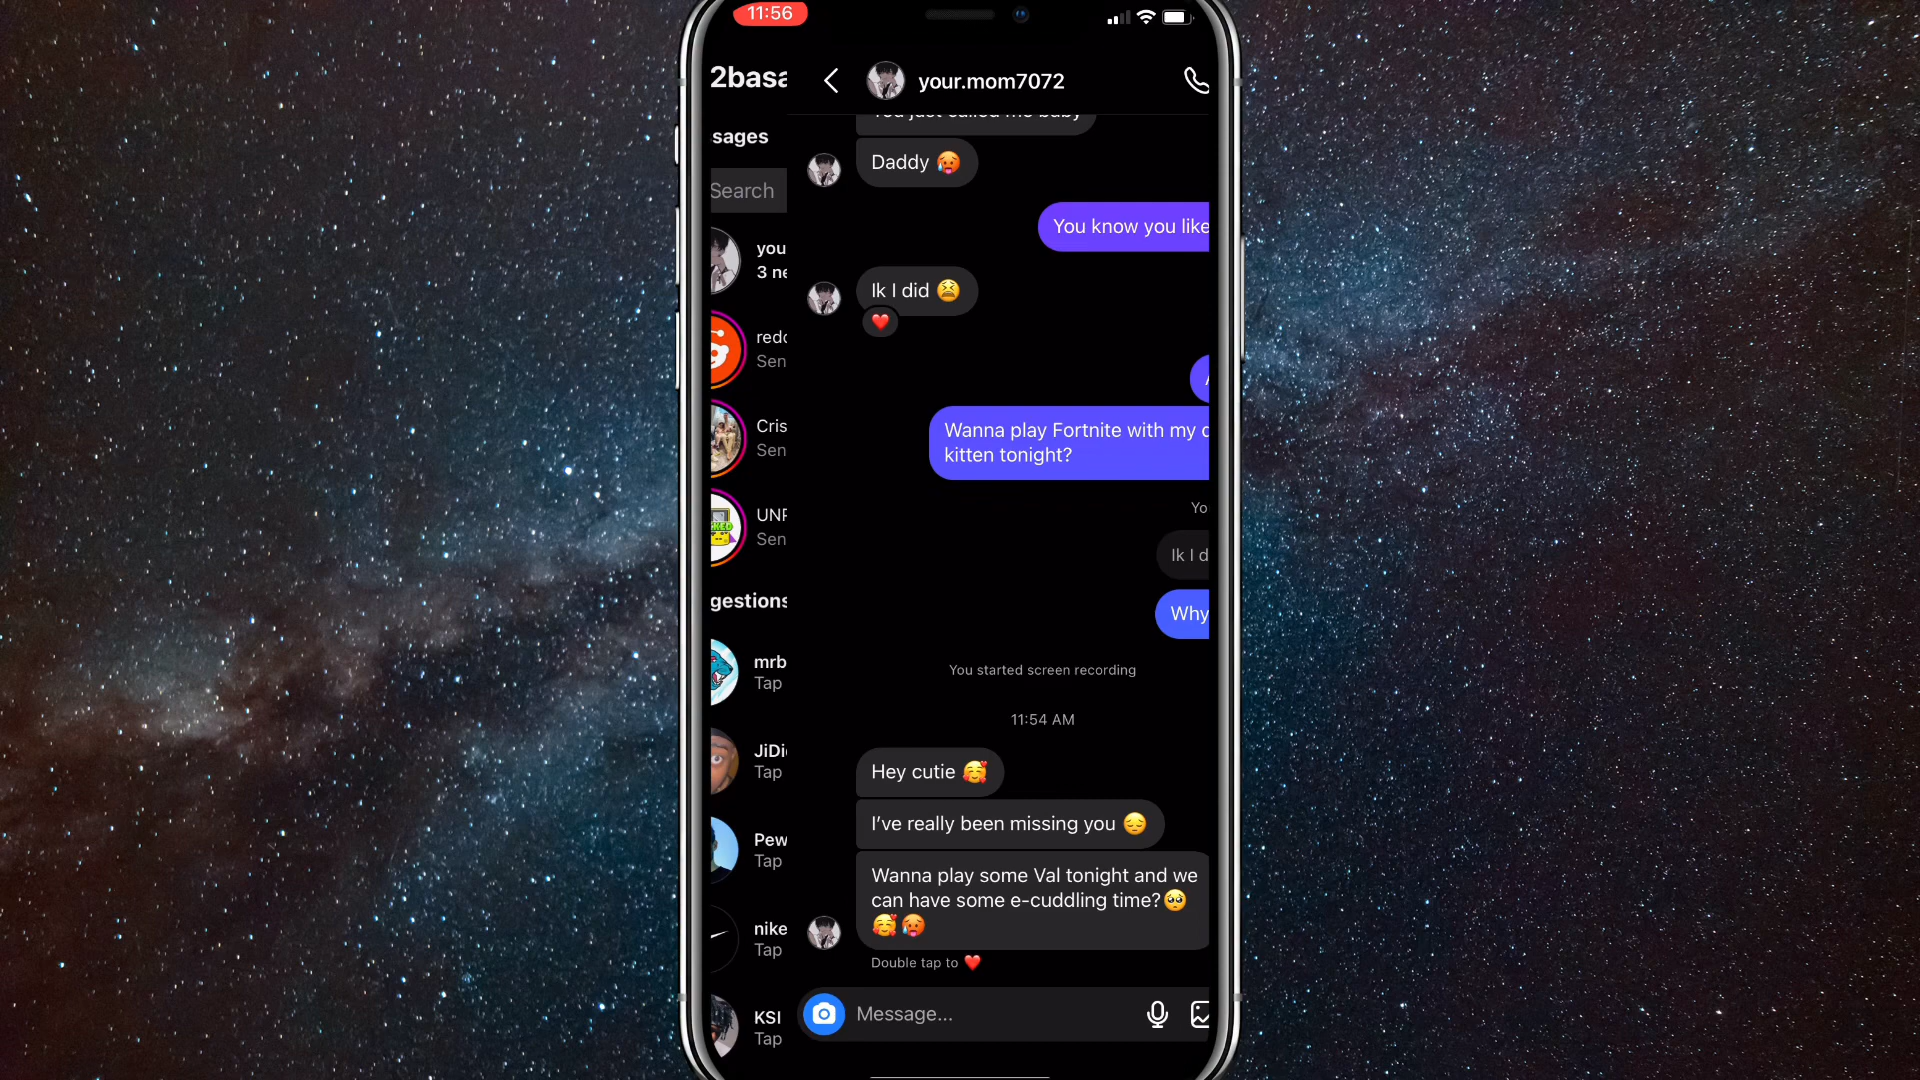 11:56
2basa
sages
Search
you
3 ne
redd
Sen
Cris
Sen
UNP
Sen
gestions
mrb
Tap
JiDi
Tap
Pew
Tap
nike
Tap
KSI
Tap
your.mom7072
You just called me baby
Daddy 🥵
You know you like
Ik I did 😫
❤️
Wanna play Fortnite with my
kitten tonight?
Yo
Ik I d
Why
You started screen recording
11:54 AM
Hey cutie 🥰
I've really been missing you 😔
Wanna play some Val tonight and we
can have some e-cuddling time?🥺
🥰🥵
Double tap to ❤️
Message...